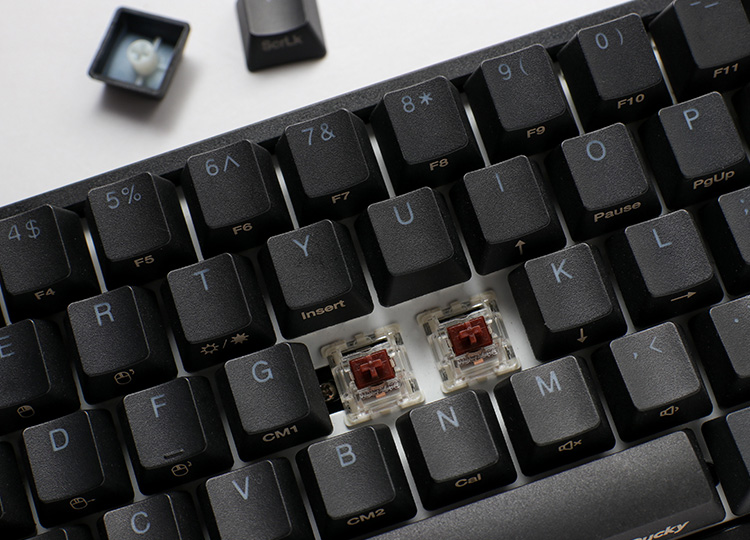 ScrLk
4$ F4
5% F5
6^ F6
7& F7
8* F8
9( F9
0) F10
F11
E
R
T
Y Insert
U
I ↑
O Pause
P PgUp
D
F
G CM1
K ↓
L →
C
V
B CM2
N Cal
M
,<
Ducky